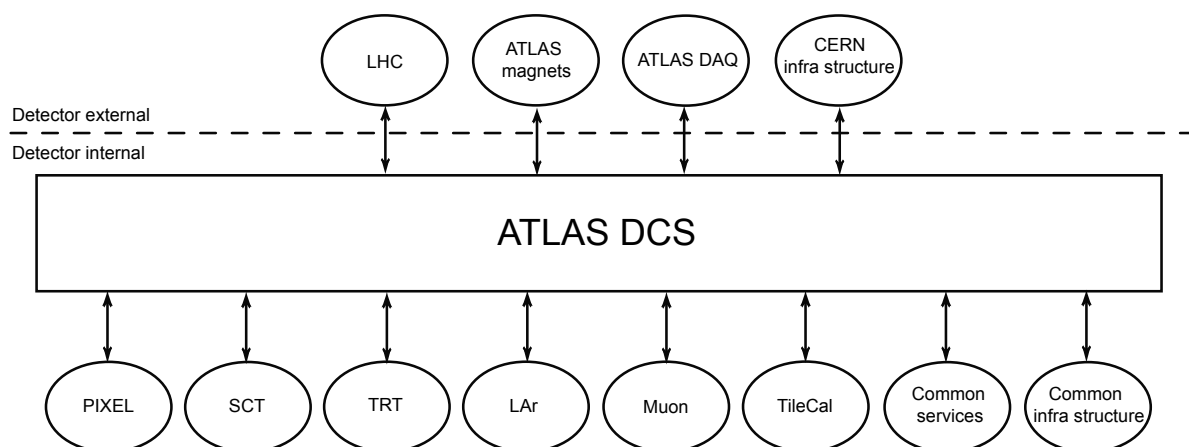 LHC
ATLAS
magnets
ATLAS DAQ
CERN
infra structure
Detector external
Detector internal
ATLAS DCS
PIXEL
SCT
TRT
LAr
Muon
TileCal
Common
services
Common
infra structure